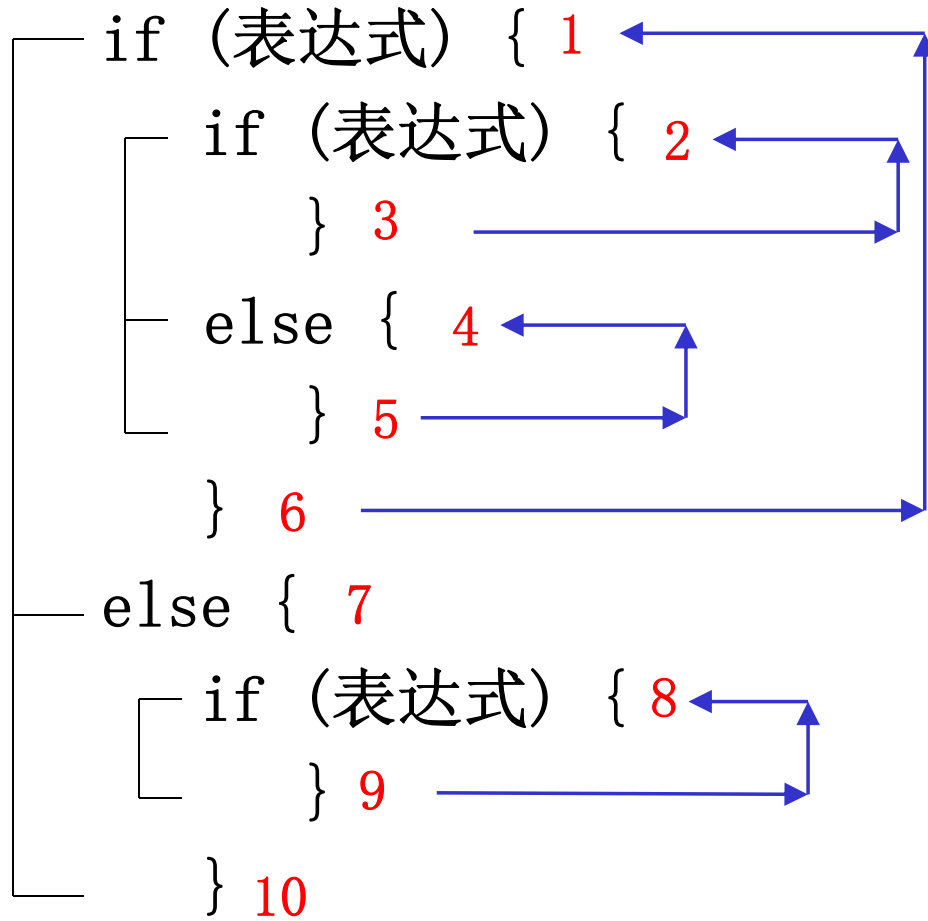 if (表达式) { 1
if (表达式) { 2
} 3
else { 4
} 5
} 6
else { 7
if (表达式) { 8
} 9
} 10